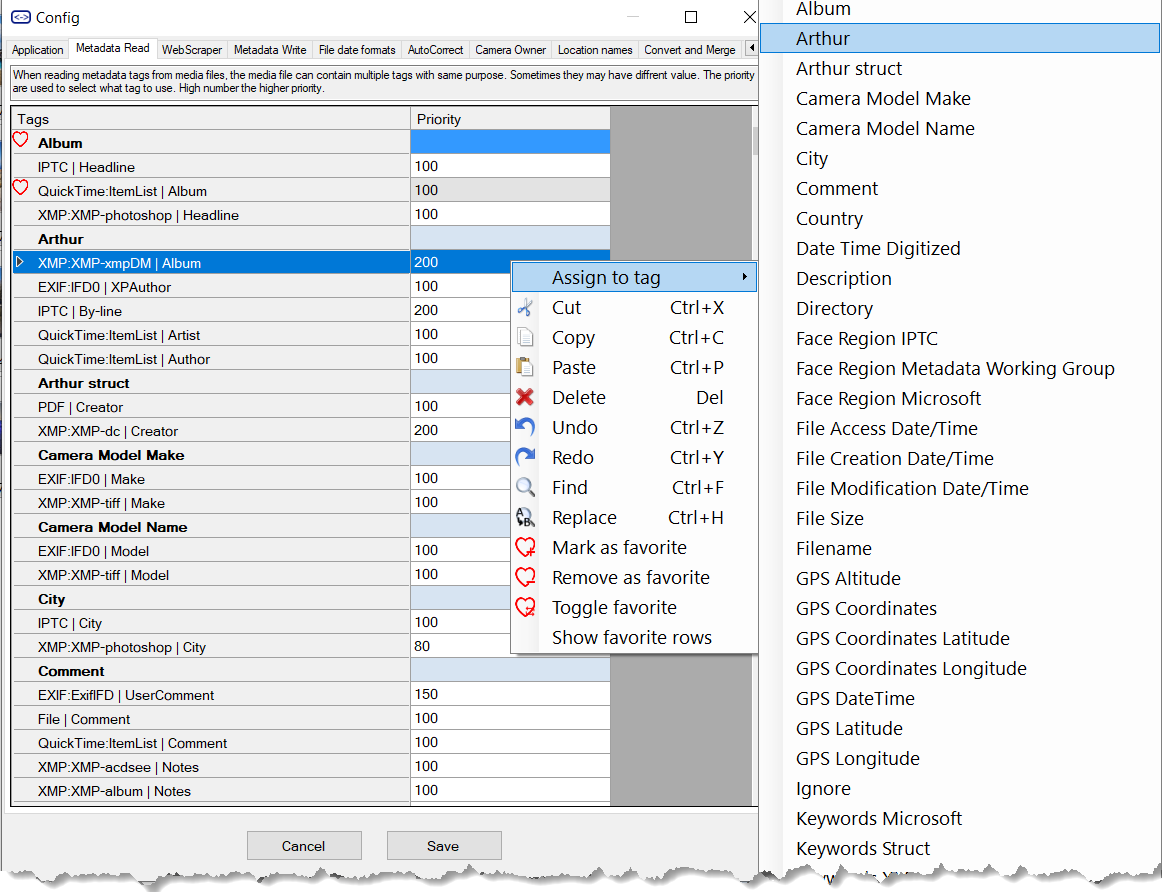 Config
Application Metadata Read WebScraper Metadata Write File date formats AutoCorrect Camera Owner Location names Convert and Merge
When reading metadata tags from media files, the media file can contain multiple tags with same purpose. Sometimes they may have diffrent value. The priority
are used to select what tag to use. High number the higher priority.
Tags Priority
Album
IPTC | Headline 100
QuickTime:ItemList | Album 100
XMP:XMP-photoshop | Headline 100
Arthur
XMP:XMP-xmpDM | Album 200
EXIF:IFD0 | XPAuthor 100
IPTC | By-line 200
QuickTime:ItemList | Artist 100
QuickTime:ItemList | Author 100
Arthur struct
PDF | Creator 100
XMP:XMP-dc | Creator 200
Camera Model Make
EXIF:IFD0 | Make 100
XMP:XMP-tiff | Make 100
Camera Model Name
EXIF:IFD0 | Model 100
XMP:XMP-tiff | Model 100
City
IPTC | City 100
XMP:XMP-photoshop | City 80
Comment
EXIF:ExifIFD | UserComment 150
File | Comment 100
QuickTime:ItemList | Comment 100
XMP:XMP-acdsee | Notes 100
XMP:XMP-album | Notes 100
Cancel Save
Assign to tag
Cut Ctrl+X
Copy Ctrl+C
Paste Ctrl+P
Delete Del
Undo Ctrl+Z
Redo Ctrl+Y
Find Ctrl+F
Replace Ctrl+H
Mark as favorite
Remove as favorite
Toggle favorite
Show favorite rows
Album
Arthur
Arthur struct
Camera Model Make
Camera Model Name
City
Comment
Country
Date Time Digitized
Description
Directory
Face Region IPTC
Face Region Metadata Working Group
Face Region Microsoft
File Access Date/Time
File Creation Date/Time
File Modification Date/Time
File Size
Filename
GPS Altitude
GPS Coordinates
GPS Coordinates Latitude
GPS Coordinates Longitude
GPS DateTime
GPS Latitude
GPS Longitude
Ignore
Keywords Microsoft
Keywords Struct